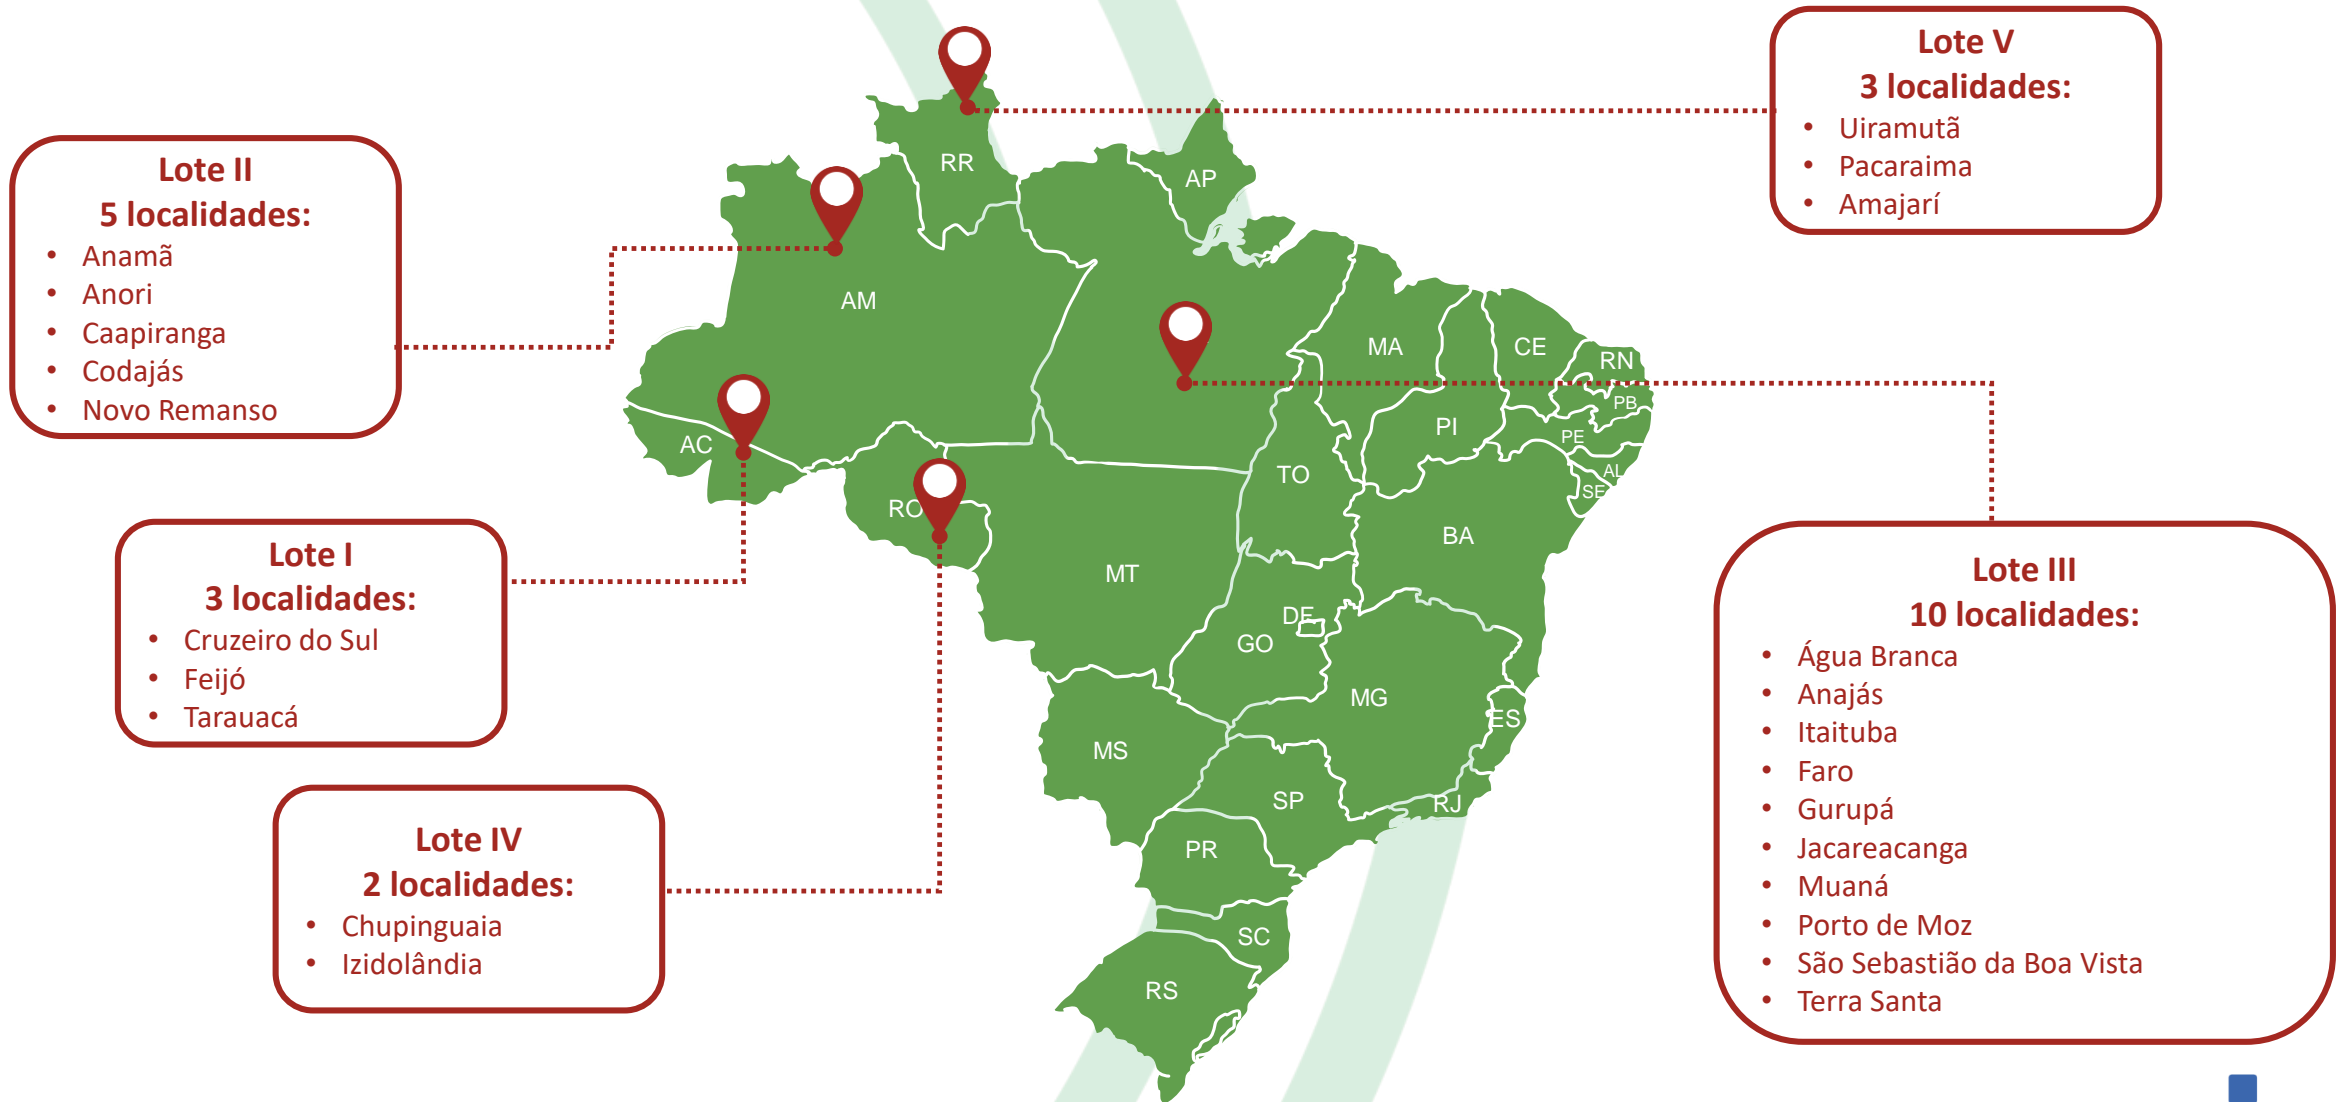 Lote V
3 localidades:
• Uiramutã
• Pacaraima
• Amajarí
Lote II
5 localidades:
• Anamã
• Anori
• Caapiranga
• Codajás
• Novo Remanso
Lote I
3 localidades:
• Cruzeiro do Sul
• Feijó
• Tarauacá
Lote IV
2 localidades:
• Chupinguaia
• Izidolândia
Lote III
10 localidades:
• Água Branca
• Anajás
• Itaituba
• Faro
• Gurupá
• Jacareacanga
• Muaná
• Porto de Moz
• São Sebastião da Boa Vista
• Terra Santa
RR
AP
AM
MA
CE
RN
PB
PI
PE
AC
AL
TO
SE
RO
BA
MT
DF
GO
MG
ES
MS
SP
RJ
PR
SC
RS